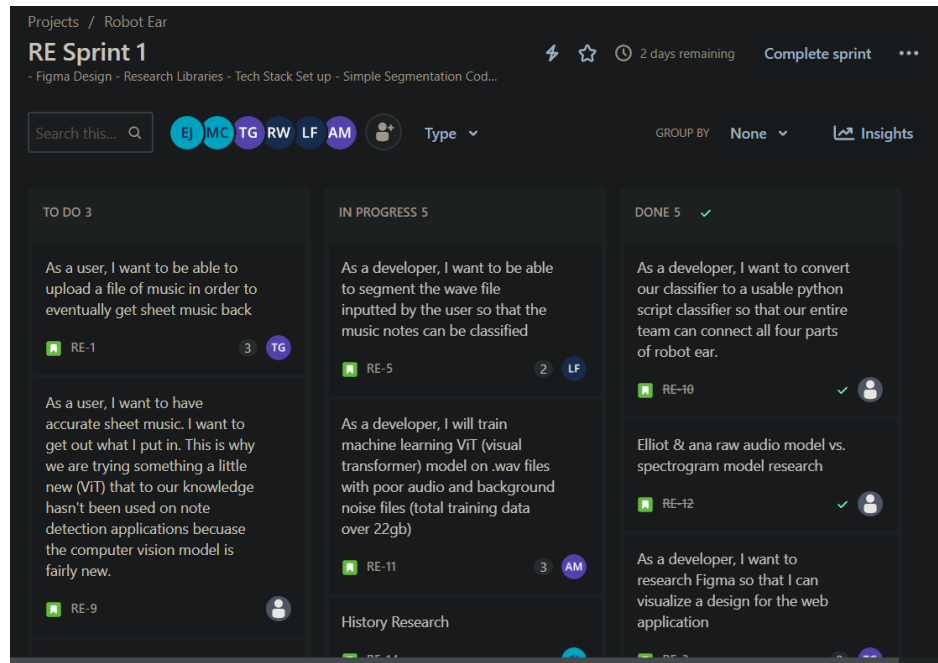 Projects / Robot Ear
RE Sprint 1
2 days remaining
Complete sprint
- Figma Design - Research Libraries - Tech Stack Set up - Simple Segmentation Cod...
Search this...
EJ MC TG RW LF AM
Type
GROUP BY None
Insights
TO DO 3
As a user, I want to be able to
upload a file of music in order to
eventually get sheet music back
RE-1
3 TG
As a user, I want to have
accurate sheet music. I want to
get out what I put in. This is why
we are trying something a little
new (ViT) that to our knowledge
hasn't been used on note
detection applications becuase
the computer vision model is
fairly new.
RE-9
IN PROGRESS 5
As a developer, I want to be able
to segment the wave file
inputted by the user so that the
music notes can be classified
RE-5
2 LF
As a developer, I will train
machine learning ViT (visual
transformer) model on .wav files
with poor audio and background
noise files (total training data
over 22gb)
RE-11
3 AM
History Research
DONE 5
As a developer, I want to convert
our classifier to a usable python
script classifier so that our entire
team can connect all four parts
of robot ear.
RE-10
Elliot & ana raw audio model vs.
spectrogram model research
RE-12
As a developer, I want to
research Figma so that I can
visualize a design for the web
application